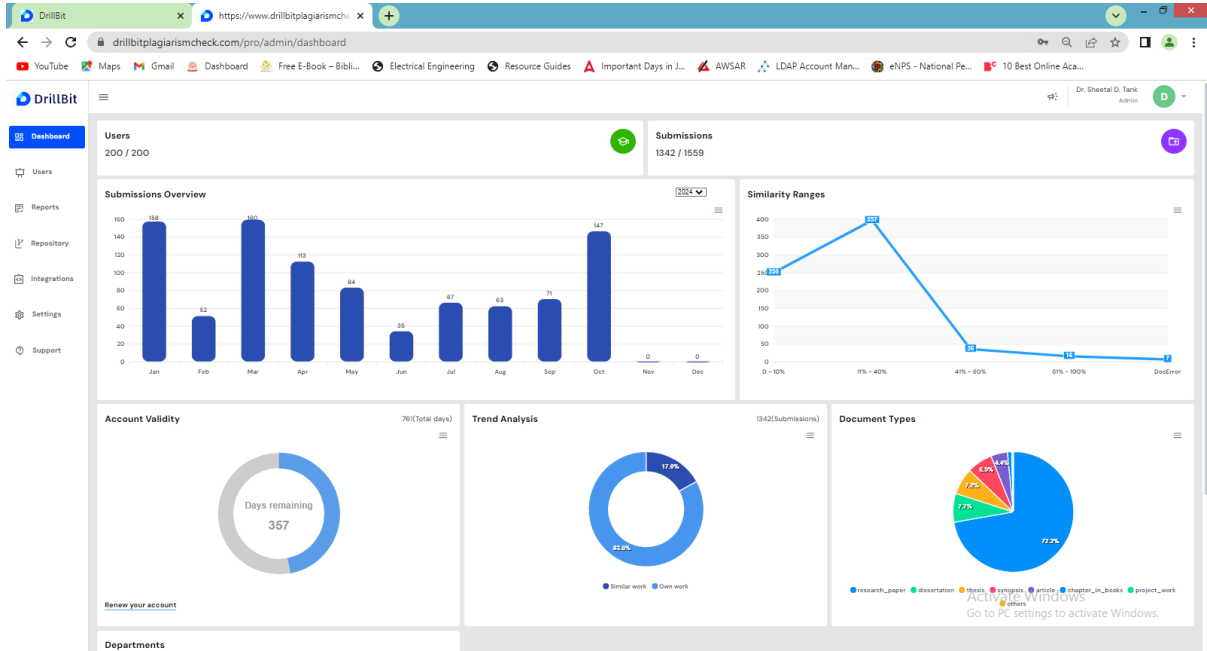 DrillBit
https://www.drillbitplagiarismche
drillbitplagiarismcheck.com/pro/admin/dashboard
YouTube Maps Gmail Dashboard Free E-Book – Bibli... Electrical Engineering Resource Guides Important Days in J... AWSAR LDAP Account Man... eNPS - National Pe... 10 Best Online Aca...
DrillBit
Dr. Sheetal D. Tank
Admin
D
Dashboard
Users
Reports
Repository
Integrations
Settings
Support
Users
200 / 200
Submissions
1342 / 1559
Submissions Overview
2024
160
140
120
100
80
60
40
20
0
158 52 160 113 84 35 67 63 71 147 0 0
Jan Feb Mar Apr May Jun Jul Aug Sep Oct Nov Dec
Similarity Ranges
400
350
300
250
200
150
100
50
0
250 397 36 16 7
0 - 10% 11% - 40% 41% - 60% 61% - 100% DocError
Account Validity
761(Total days)
Days remaining
357
Renew your account
Trend Analysis
1342(Submissions)
17.0%
83.0%
Similar work Own work
Document Types
4.4%
7.9%
7.7%
72.2%
research_paper dissertation thesis synopsis article chapter_in_books project_work
others
Activate Windows
Go to PC settings to activate Windows.
Departments